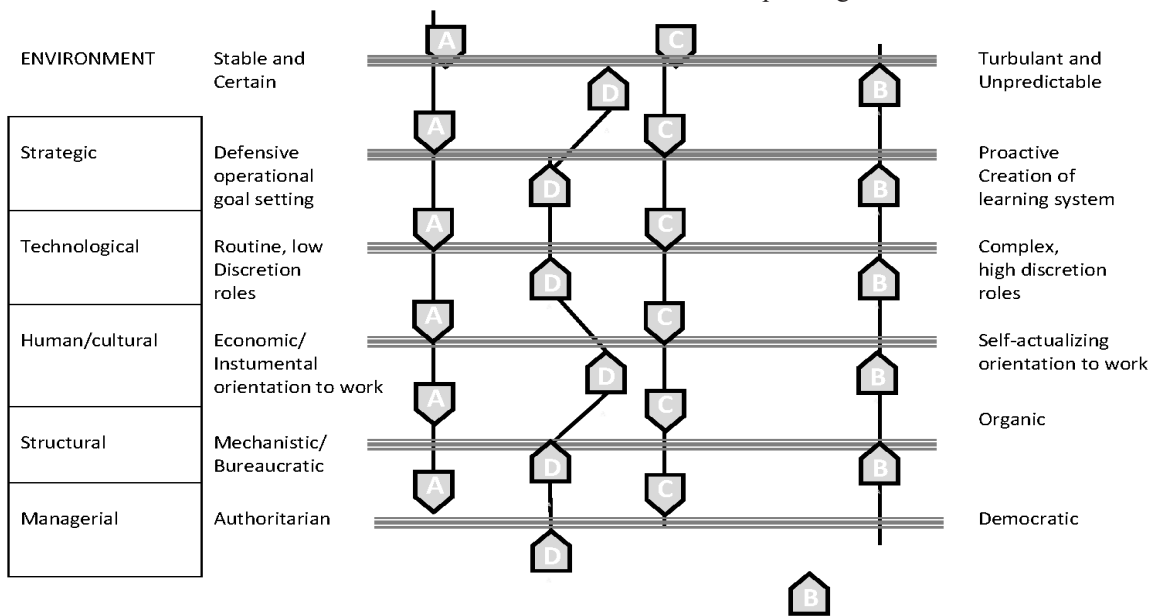 ENVIRONMENT
Stable and
Certain
A
C
D
B
Turbulant and
Unpredictable
Strategic
Defensive
operational
goal setting
A
C
D
B
Proactive
Creation of
learning system
Technological
Routine, low
Discretion
roles
A
C
D
B
Complex,
high discretion
roles
Human/cultural
Economic/
Instumental
orientation to work
A
C
D
B
Self-actualizing
orientation to work
Structural
Mechanistic/
Bureaucratic
A
C
D
B
Organic
Managerial
Authoritarian
A
C
D
B
Democratic